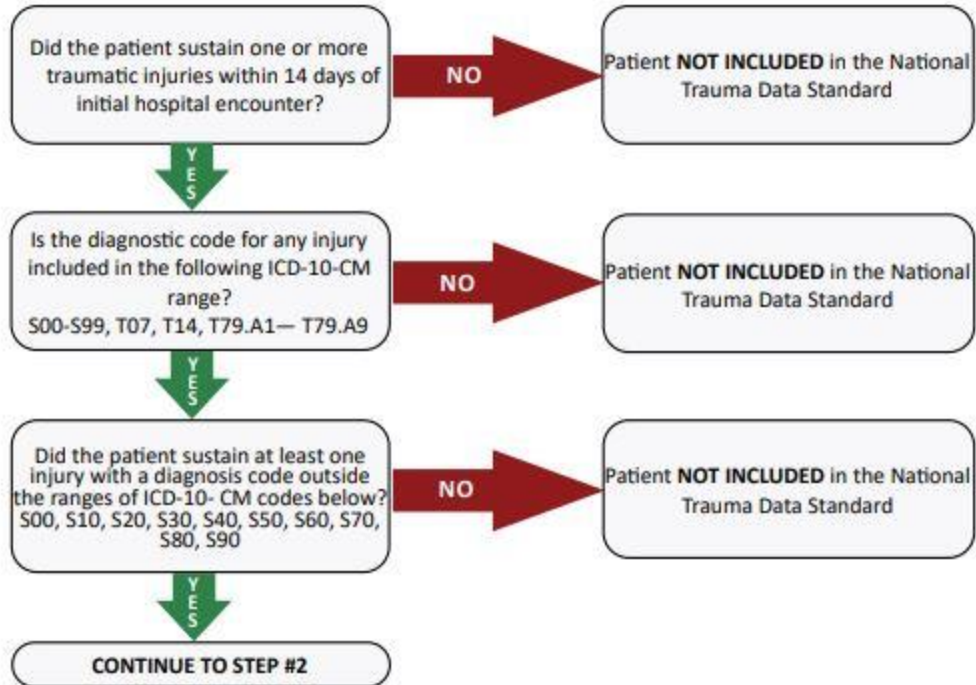 Did the patient sustain one or more
traumatic injuries within 14 days of
initial hospital encounter?
NO
Patient NOT INCLUDED in the National
Trauma Data Standard
YES
Is the diagnostic code for any injury
included in the following ICD-10-CM
range?
S00-S99, T07, T14, T79.A1— T79.A9
NO
Patient NOT INCLUDED in the National
Trauma Data Standard
YES
Did the patient sustain at least one
injury with a diagnosis code outside
the ranges of ICD-10- CM codes below?
S00, S10, S20, S30, S40, S50, S60, S70,
S80, S90
NO
Patient NOT INCLUDED in the National
Trauma Data Standard
YES
CONTINUE TO STEP #2